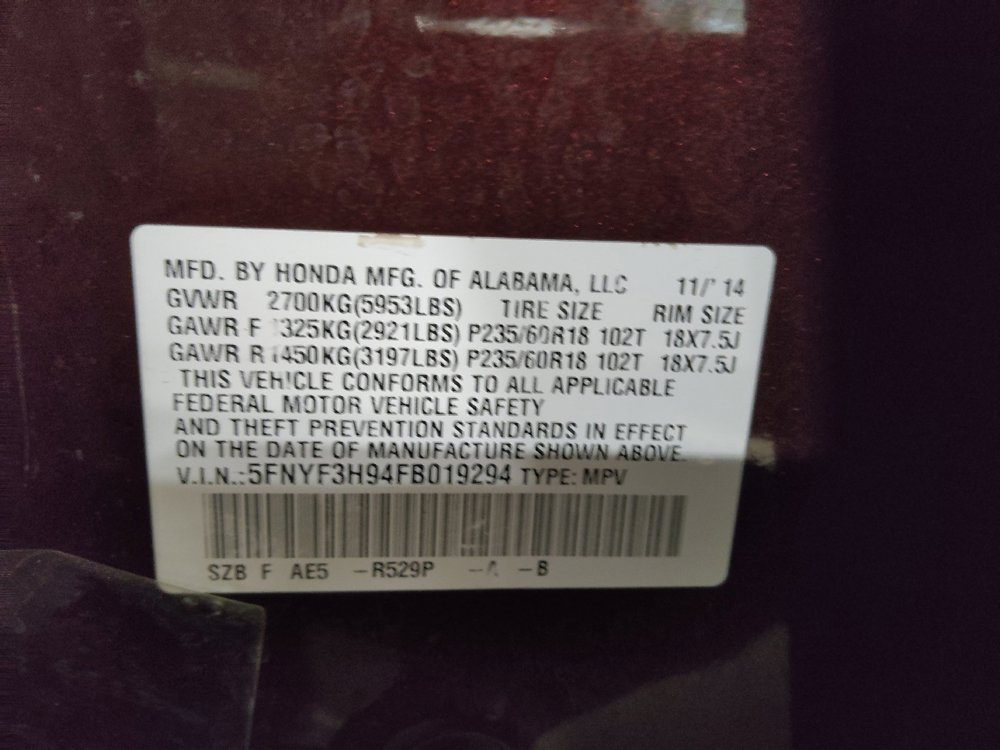 MFD. BY HONDA MFG. OF ALABAMA, LLC 11/14
GVWR 2700KG(5953LBS) TIRE SIZE RIM SIZE
GAWR F 1325KG(2921LBS) P235/60R18 102T 18X7.5J
GAWR R1450KG(3197LBS) P235/60R18 102T 18X7.5J
THIS VEHICLE CONFORMS TO ALL APPLICABLE
FEDERAL MOTOR VEHICLE SAFETY
AND THEFT PREVENTION STANDARDS IN EFFECT
ON THE DATE OF MANUFACTURE SHOWN ABOVE.
V.I.N.:5FNYF3H94FB019294 TYPE: MPV
SZB F AE5 -R529P -A -B